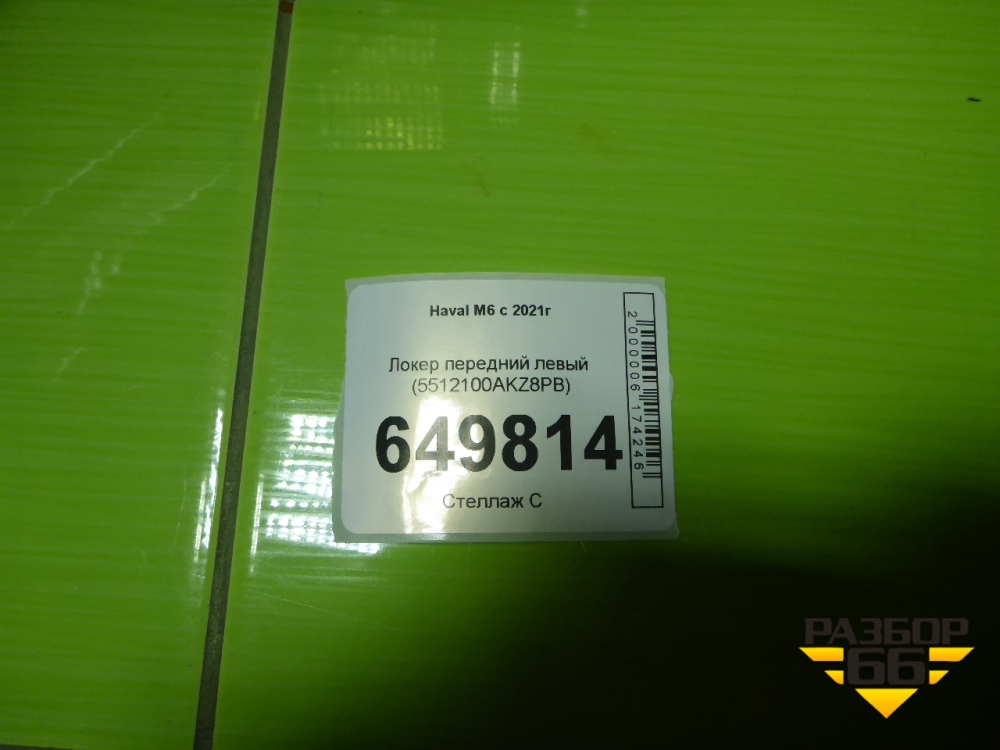 Haval M6 с 2021г
Локер передний левый
(5512100AKZ8PB)
649814
Стеллаж С
2000006174246
РАЗБОР
66